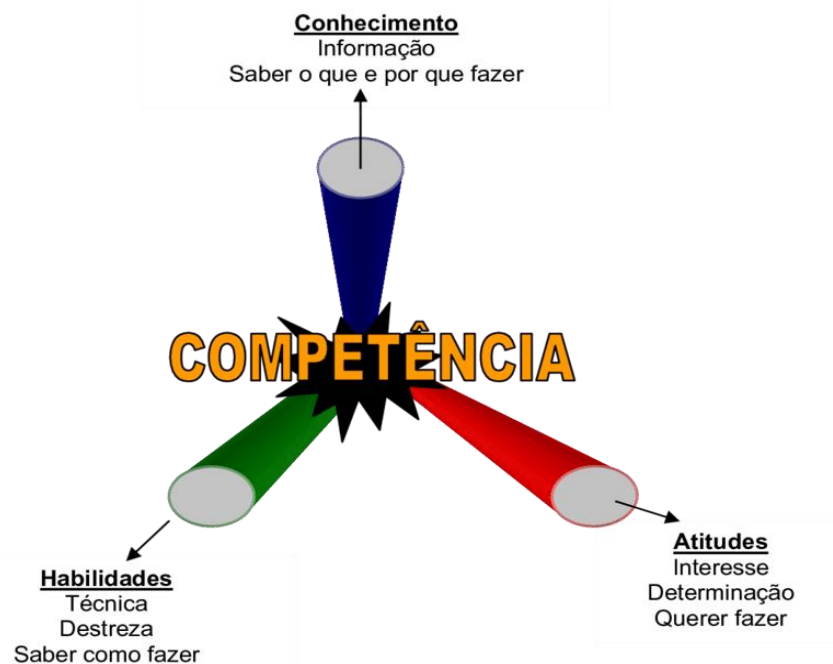 Conhecimento
Informação
Saber o que e por que fazer
COMPETÊNCIA
Habilidades
Técnica
Destreza
Saber como fazer
Atitudes
Interesse
Determinação
Querer fazer